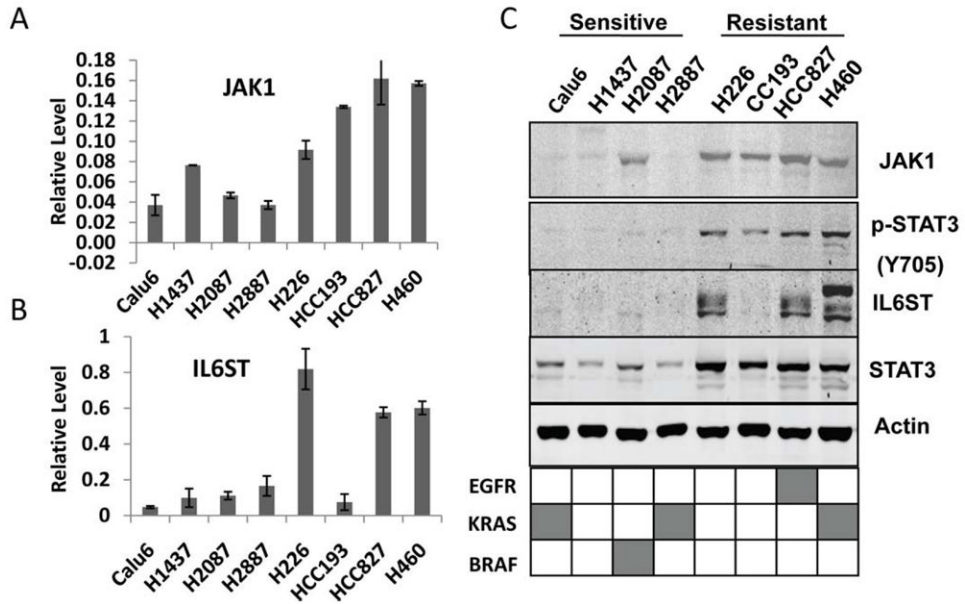 A
JAK1
Relative Level
0.18
0.16
0.14
0.12
0.10
0.08
0.06
0.04
0.02
0.00
-0.02
Calu6
H1437
H2087
H2887
H226
HCC193
HCC827
H460
B
IL6ST
Relative Level
1
0.8
0.6
0.4
0.2
0
Calu6
H1437
H2087
H2887
H226
HCC193
HCC827
H460
C
Sensitive Resistant
Calu6
H1437
H2087
H2887
H226
CC193
HCC827
H460
JAK1
p-STAT3
(Y705)
IL6ST
STAT3
Actin
EGFR
KRAS
BRAF